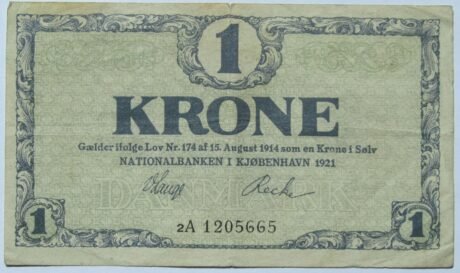 1
KRONE
Gælder ifølge Lov Nr. 174 af 15. August 1914 som en Krone i Sølv
NATIONALBANKEN I KJØBENHAVN 1921
DANMARK
1 2A 1205665 1